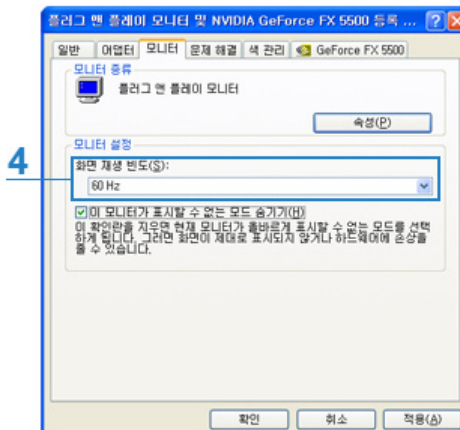 플러그 앤 플레이 모니터 및 NVIDIA GeForce FX 5500 등록 ...
일반 어댑터 모니터 문제 해결 색 관리 GeForce FX 5500
모니터 종류
플러그 앤 플레이 모니터
속성(P)
모니터 설정
4
화면 재생 빈도(S):
60 Hz
이 모니터가 표시할 수 없는 모드 숨기기(H)
이 확인란을 지우면 현재 모니터가 올바르게 표시할 수 없는 모드를 선택
하게 됩니다. 그러면 화면이 제대로 표시되지 않거나 하드웨어에 손상을
줄 수 있습니다.
확인 취소 적용(A)